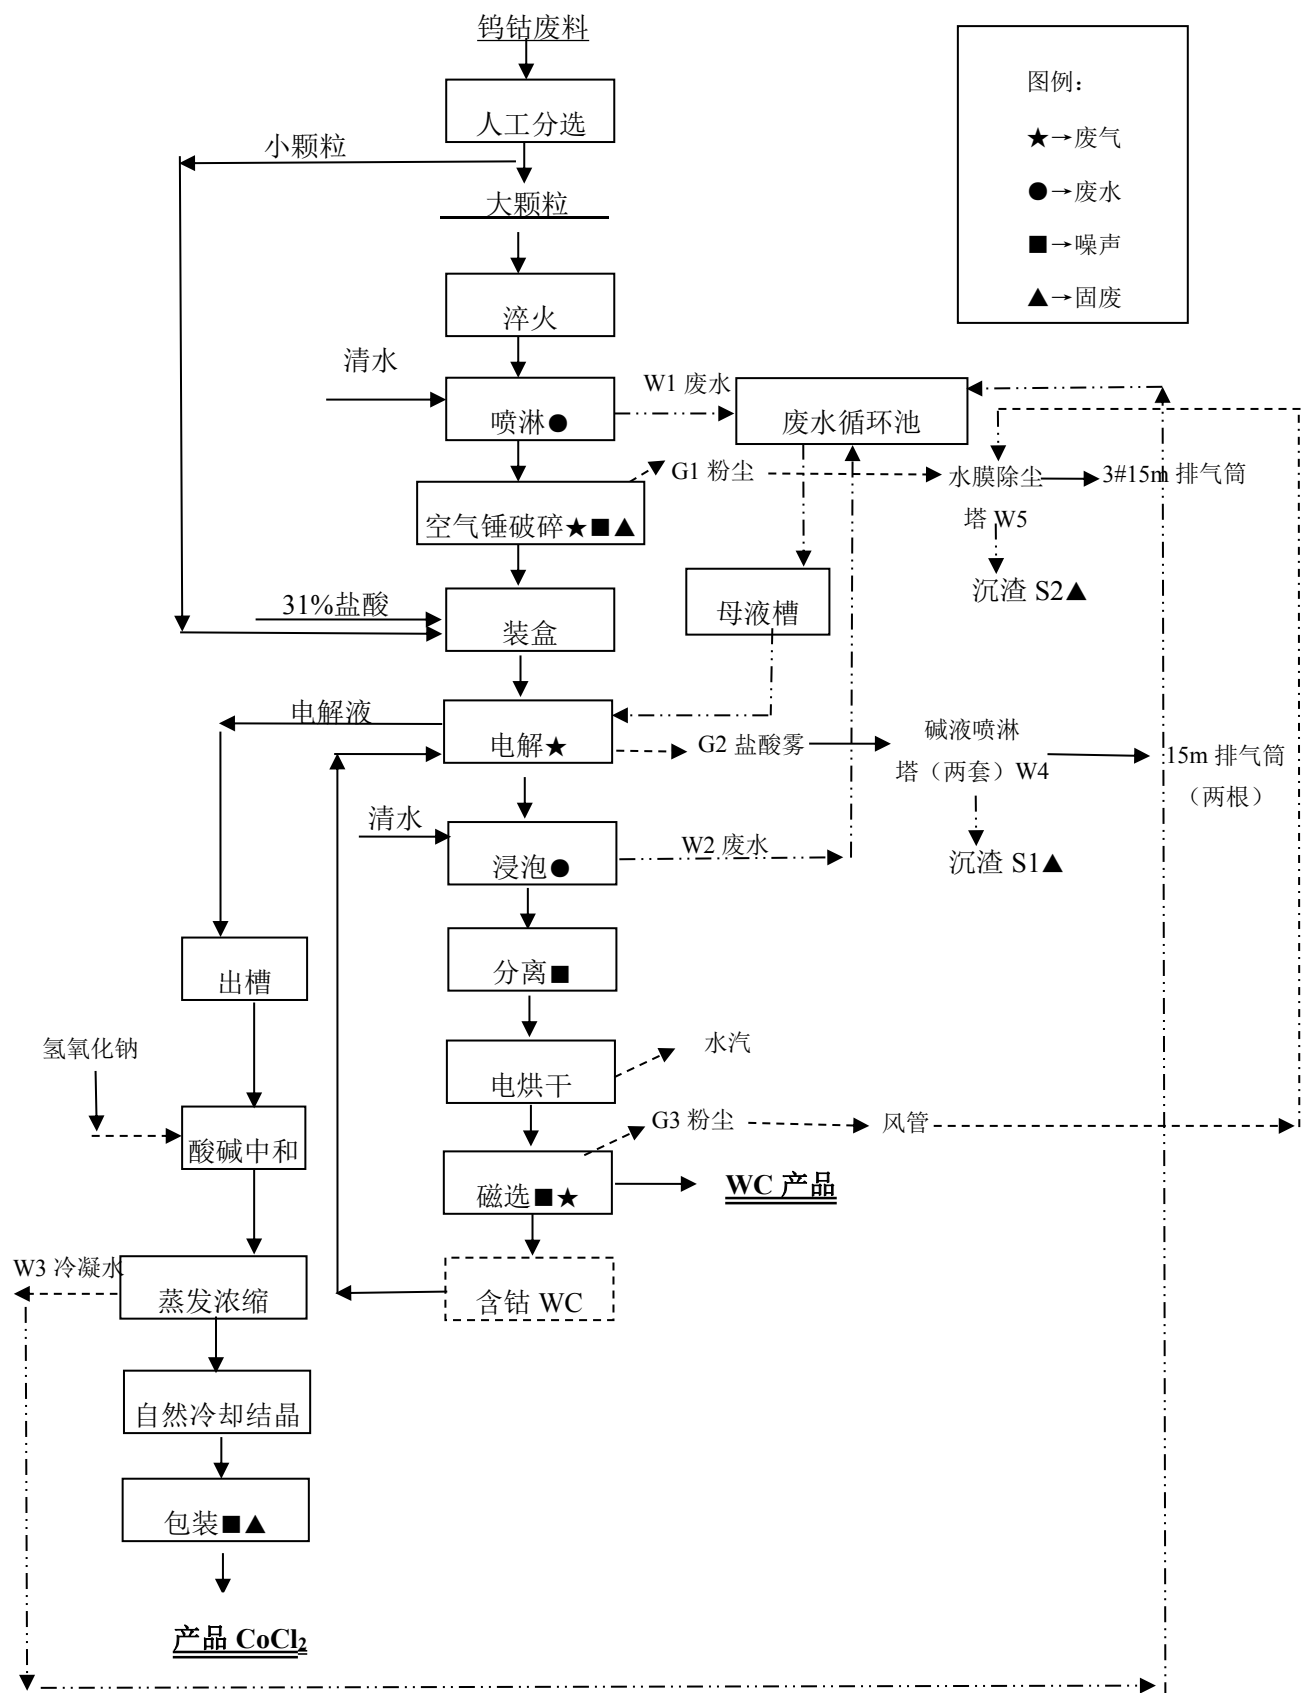 钨钴废料
图例：
★→废气
●→废水
■→噪声
▲→固废
人工分选
小颗粒
大颗粒
淬火
清水
喷淋●
W1 废水
废水循环池
G1 粉尘
水膜除尘
塔 W5
3#15m 排气筒
空气锤破碎★■▲
沉渣 S2▲
31%盐酸
装盒
母液槽
电解液
电解★
G2 盐酸雾
碱液喷淋
塔（两套）W4
15m 排气筒
（两根）
清水
浸泡●
W2 废水
沉渣 S1▲
出槽
分离■
氢氧化钠
电烘干
水汽
酸碱中和
G3 粉尘
风管
磁选■★
WC 产品
W3 冷凝水
蒸发浓缩
含钴 WC
自然冷却结晶
包装■▲
产品 CoCl₂